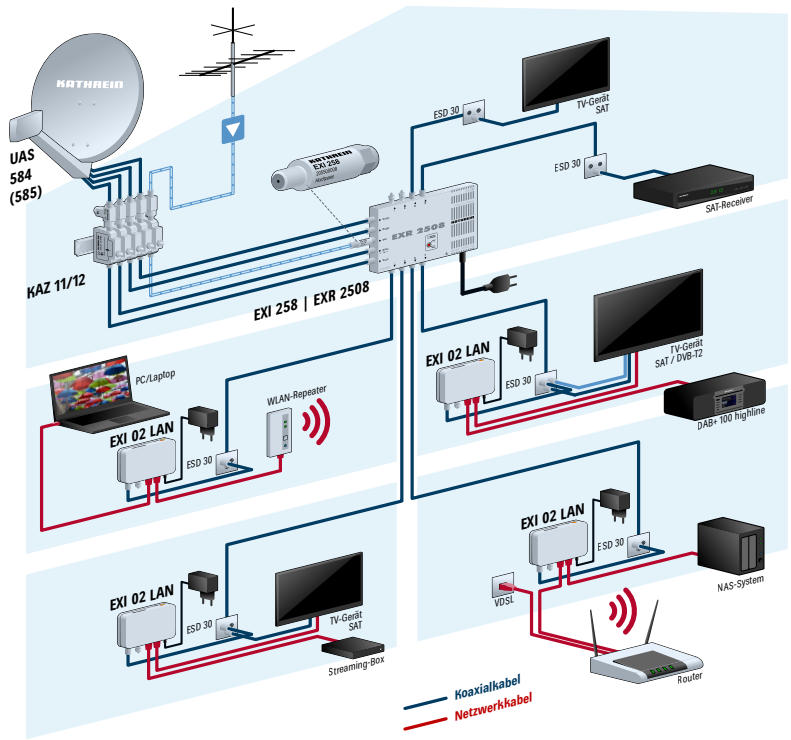 KATHREIN
UAS
584
(585)
KAZ 11/12
KATHREIN
EXI 258
EXR 2508
EXI 258 | EXR 2508
ESD 30
TV-Gerät
SAT
ESD 30
SAT-Receiver
PC/Laptop
EXI 02 LAN
ESD 30
WLAN-Repeater
EXI 02 LAN
ESD 30
TV-Gerät
SAT / DVB-T2
DAB+ 100 highline
EXI 02 LAN
ESD 30
TV-Gerät
SAT
Streaming-Box
EXI 02 LAN
ESD 30
NAS-System
VDSL
Router
Koaxialkabel
Netzwerkkabel